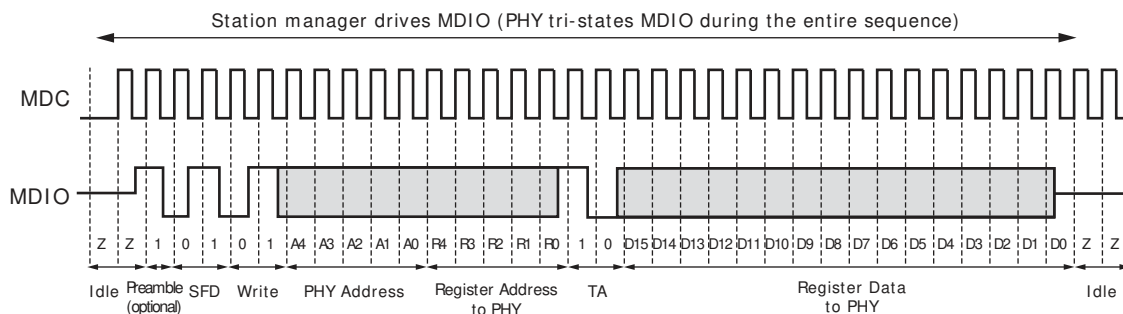 Station manager drives MDIO (PHY tri-states MDIO during the entire sequence)
MDC
MDIO
Z Z 1 0 1 0 1 A4 A3 A2 A1 A0 R4 R3 R2 R1 R0 1 0 D15 D14 D13 D12 D11 D10 D9 D8 D7 D6 D5 D4 D3 D2 D1 D0 Z Z
Idle Preamble (optional) SFD Write PHY Address Register Address to PHY TA Register Data to PHY Idle